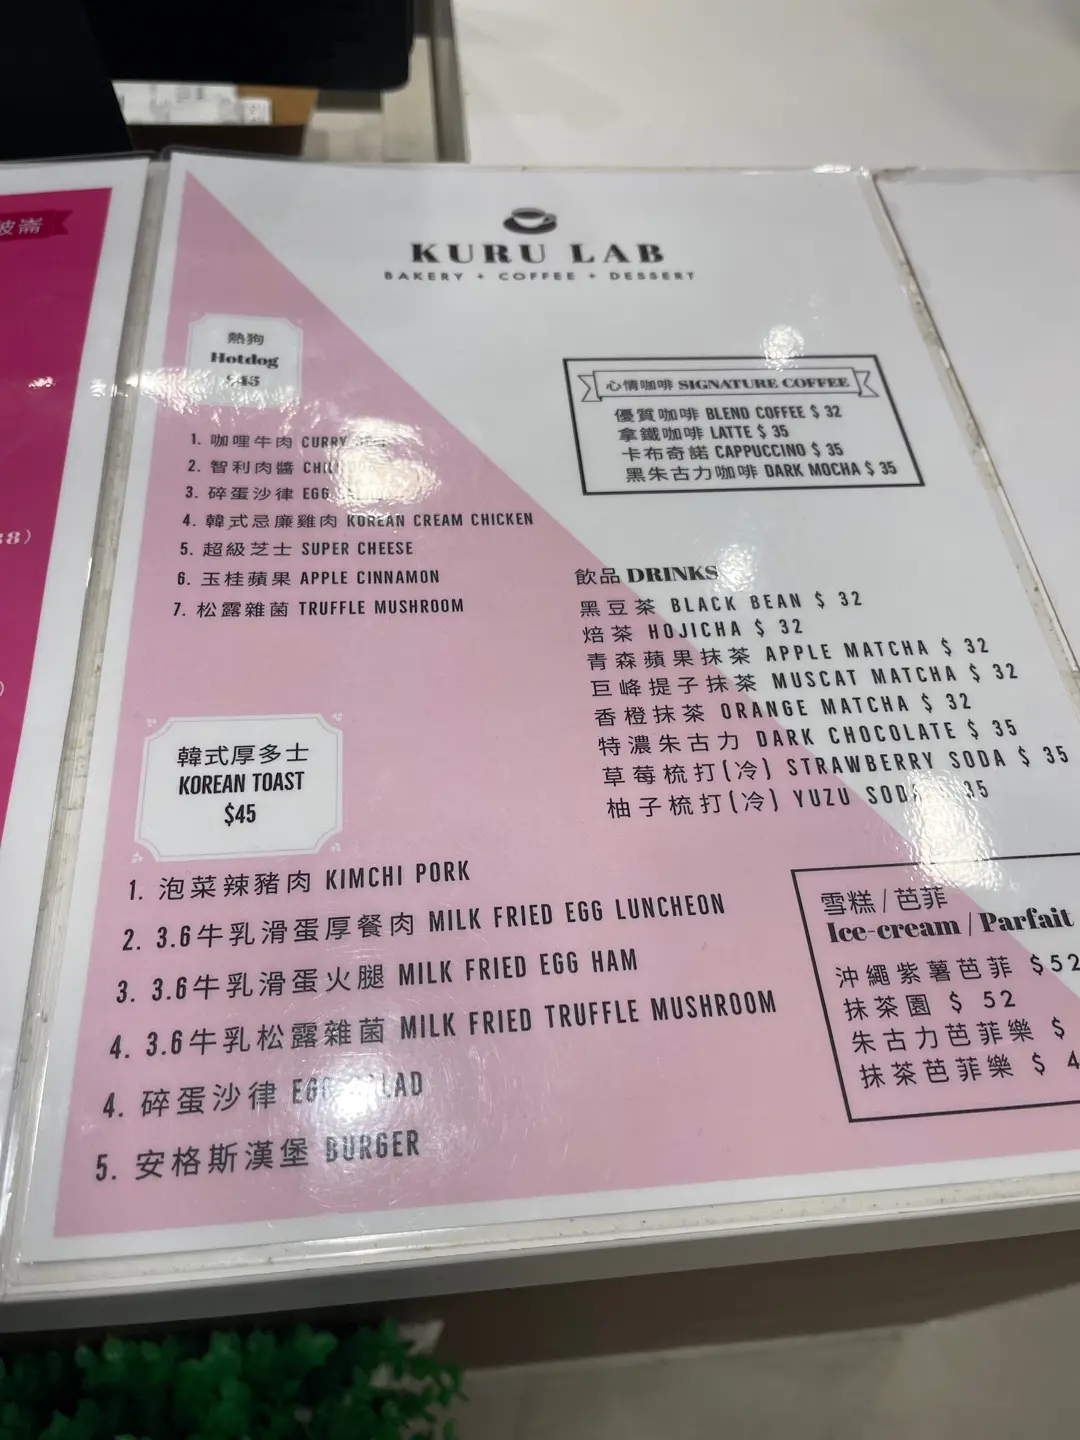 KURU LAB
BAKERY + COFFEE + DESSERT
熱狗
Hotdog
1. 咖哩牛肉 CURRY
2. 智利肉醬
3. 碎蛋沙律 EGG
4. 韓式忌廉雞肉 KOREAN CREAM CHICKEN
5. 超級芝士 SUPER CHEESE
6. 玉桂蘋果 APPLE CINNAMON
7. 松露雜菌 TRUFFLE MUSHROOM
心情咖啡 SIGNATURE COFFEE
優質咖啡 BLEND COFFEE $ 32
拿鐵咖啡 LATTE $ 35
卡布奇諾 CAPPUCCINO $ 35
黑朱古力咖啡 DARK MOCHA $ 35
飲品 DRINKS
黑豆茶 BLACK BEAN $ 32
焙茶 HOJICHA $ 32
青森蘋果抹茶 APPLE MATCHA $ 32
巨峰提子抹茶 MUSCAT MATCHA $ 32
香橙抹茶 ORANGE MATCHA $ 32
特濃朱古力 DARK CHOCOLATE $ 35
草莓梳打(冷) STRAWBERRY SODA $ 35
柚子梳打(冷) YUZU SODA 35
韓式厚多士
KOREAN TOAST
$45
1. 泡菜辣豬肉 KIMCHI PORK
2. 3.6牛乳滑蛋厚餐肉 MILK FRIED EGG LUNCHEON
3. 3.6牛乳滑蛋火腿 MILK FRIED EGG HAM
4. 3.6牛乳松露雜菌 MILK FRIED TRUFFLE MUSHROOM
4. 碎蛋沙律
5. 安格斯漢堡 BURGER
雪糕/芭菲
Ice-cream / Parfait
沖繩紫薯芭菲 $52
抹茶園 $ 52
朱古力芭菲樂 $
抹茶芭菲樂 $ 4